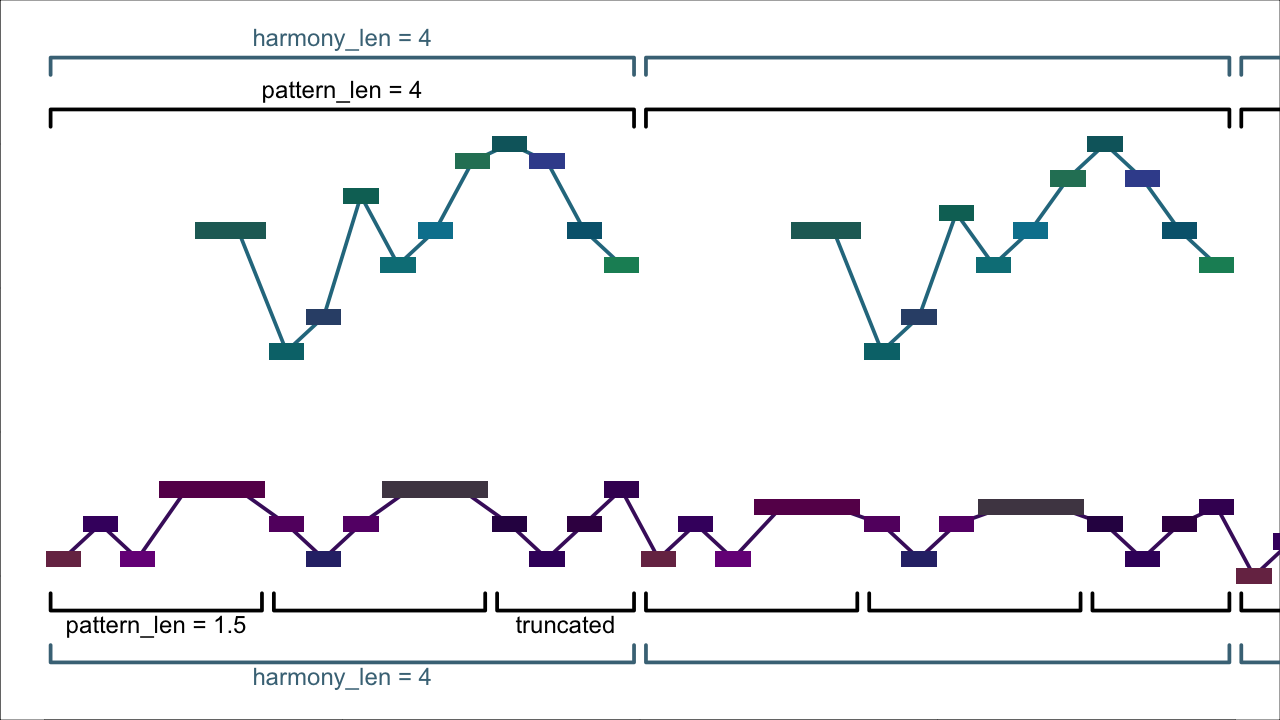 harmony_len = 4
pattern_len = 4
pattern_len = 1.5
truncated
harmony_len = 4